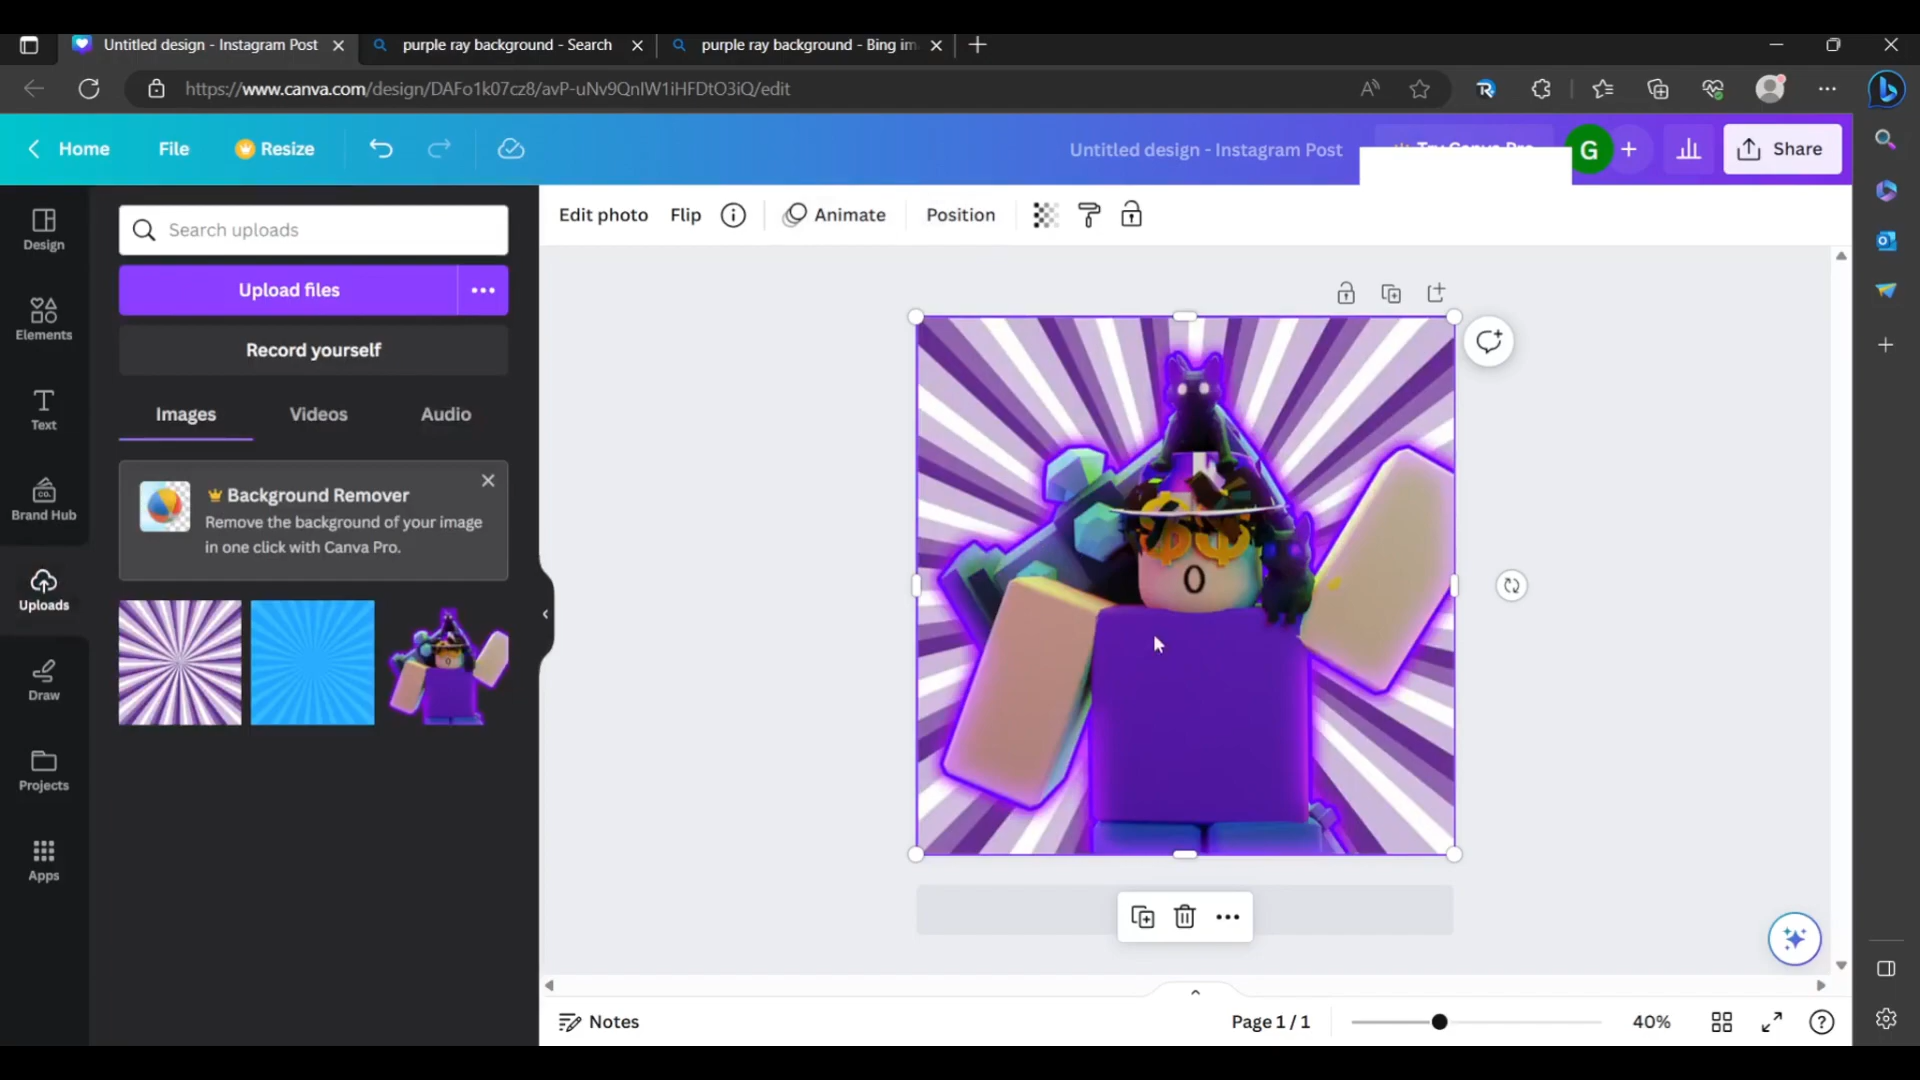 Untitled design - Instagram Post
purple ray background - Search
purple ray background - Bing im
https://www.canva.com/design/DAFo1k07cz8/avP-uNv9QnIW1iHFDtO3iQ/edit
Home
File
Resize
Untitled design - Instagram Post
Try Canva Pro
G
Share
Design
Elements
Text
Brand Hub
Uploads
Draw
Projects
Apps
Search uploads
Upload files
Record yourself
Images
Videos
Audio
Background Remover
Remove the background of your image
in one click with Canva Pro.
Edit photo
Flip
Animate
Position
Notes
Page 1 / 1
40%